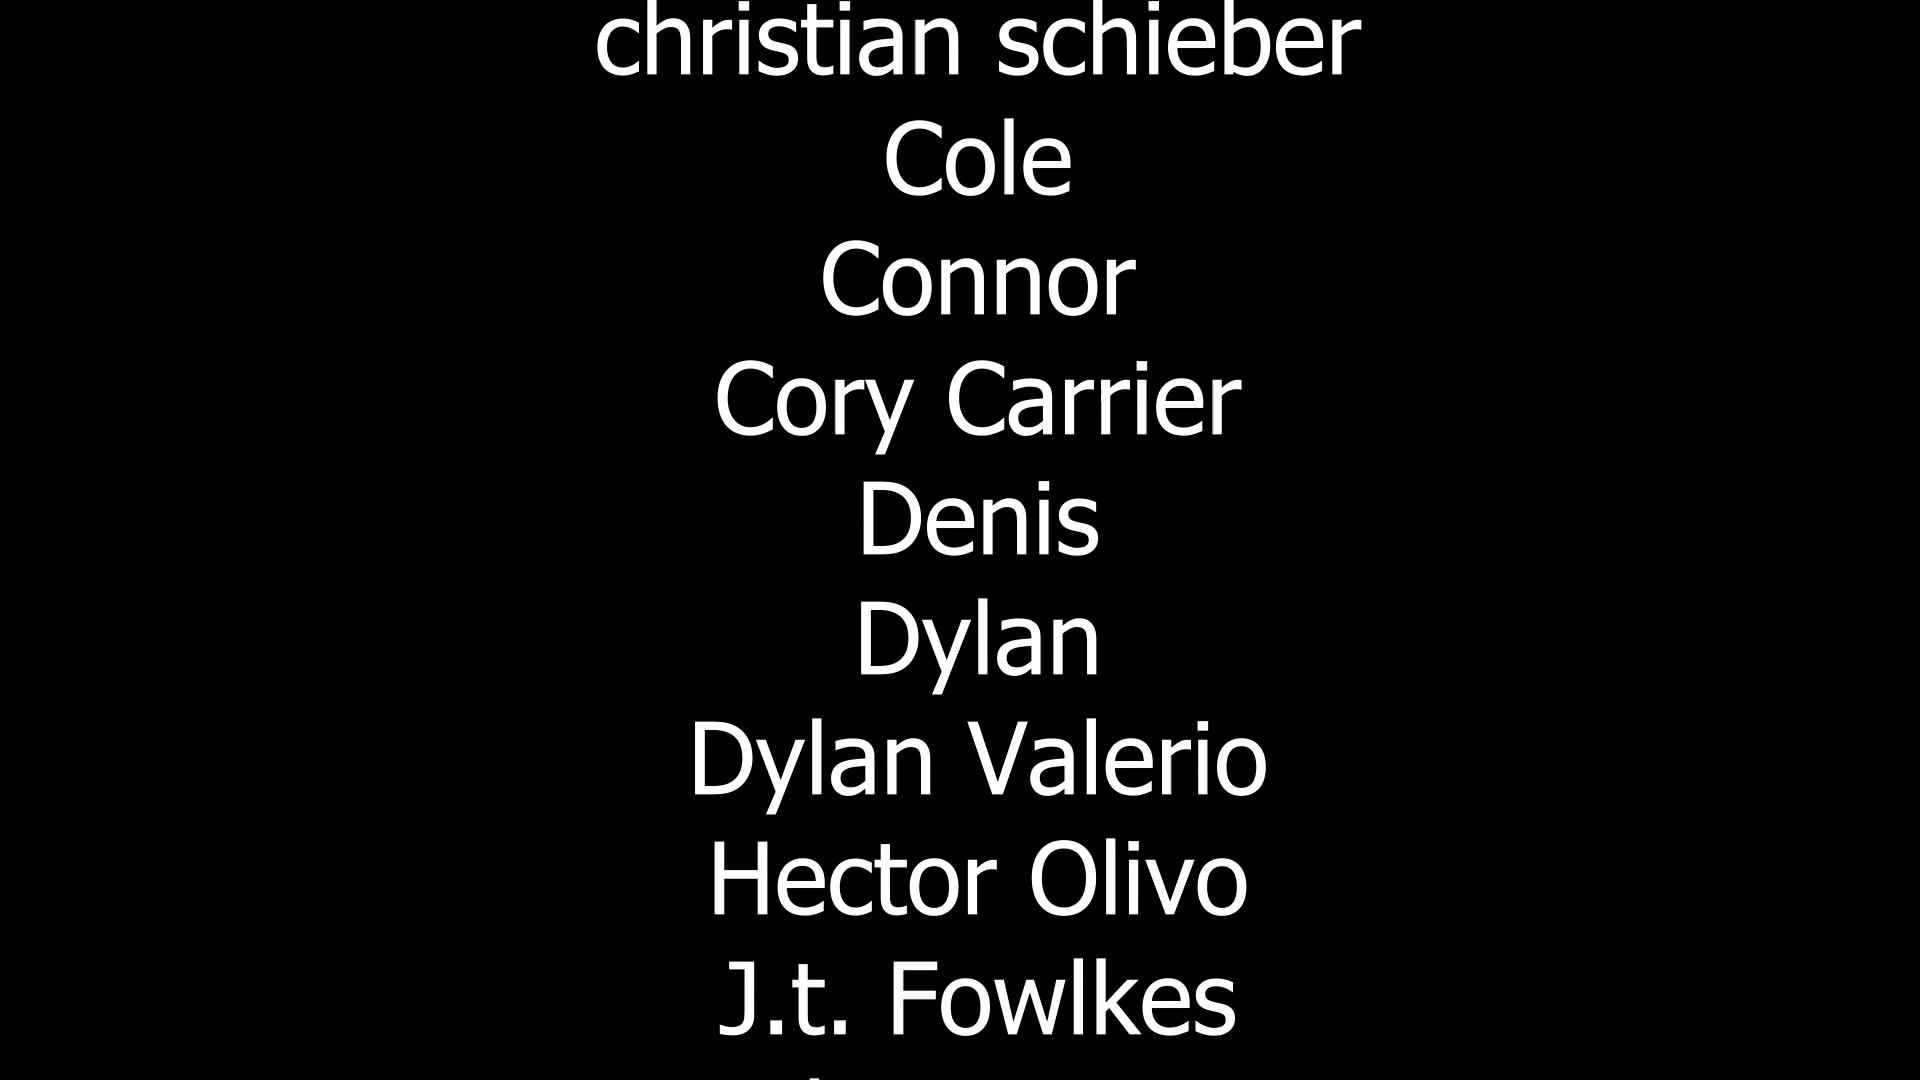 christian schieber
Cole
Connor
Cory Carrier
Denis
Dylan
Dylan Valerio
Hector Olivo
J.t. Fowlkes